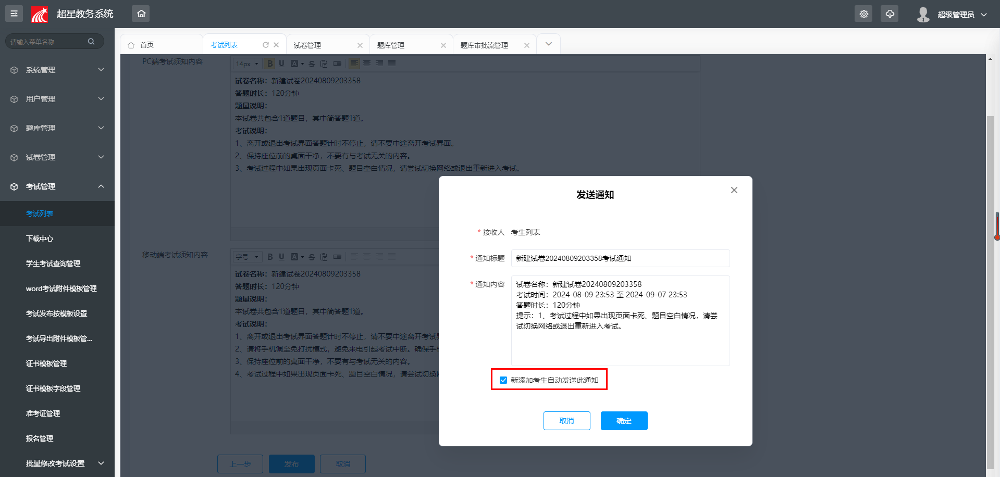 超星教务系统
超级管理员
请输入菜单名称
首页
考试列表
试卷管理
题库管理
题库审批流管理
系统管理
用户管理
题库管理
试卷管理
考试管理
考试列表
下载中心
学生考试查询管理
word考试附件模板管理
考试发布按模板设置
考试导出附件模板管...
证书模板管理
证书模板字段管理
准考证管理
报名管理
批量修改考试设置
PC端考试须知内容
14px
试卷名称：新建试卷20240809203358
答题时长：120分钟
题量说明：
本试卷共包含1道题目，其中简答题1道。
考试说明：
1、离开或退出考试界面答题计时不停止，请不要中途离开考试界面。
2、保持座位前的桌面干净，不要有与考试无关的内容。
3、考试过程中如果出现页面卡死、题目空白情况，请尝试切换网络或退出重新进入考试。
移动端考试须知内容
字号
试卷名称：新建试卷20240809203358
答题时长：120分钟
题量说明：
本试卷共包含1道题目，其中简答题1道。
考试说明：
1、离开或退出考试界面答题计时不停止，请不要中途离开考试
2、请将手机调至免打扰模式，避免来电引起考试中断。确保手
3、保持座位前的桌面干净，不要有与考试无关的内容。
4、考试过程中如果出现页面卡死、题目空白情况，请尝试切换
上一步
发布
取消
发送通知
* 接收人 考生列表
* 通知标题 新建试卷20240809203358考试通知
* 通知内容 试卷名称：新建试卷20240809203358
考试时间：2024-08-09 23:53 至 2024-09-07 23:53
答题时长：120分钟
提示：1、考试过程中如果出现页面卡死、题目空白情况，请尝
试切换网络或退出重新进入考试。
新添加考生自动发送此通知
取消
确定